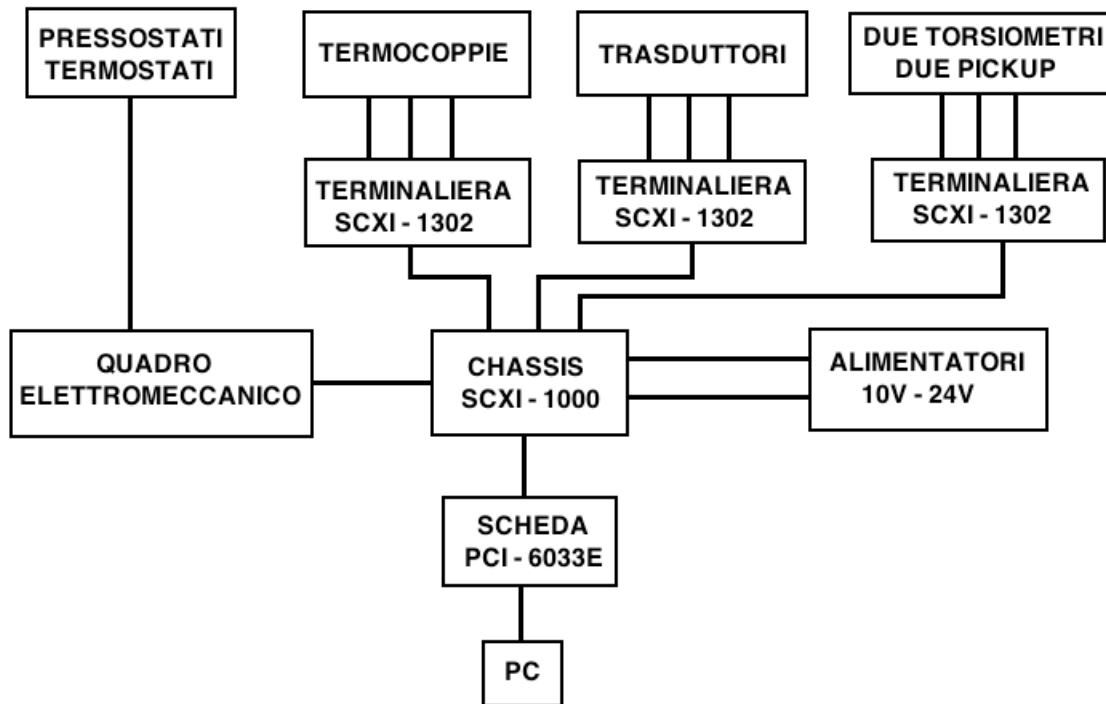 PRESSOSTATI
TERMOSTATI
TERMOCOPPIE
TRASDUTTORI
DUE TORSIOMETRI
DUE PICKUP
TERMINALIERA
SCXI - 1302
TERMINALIERA
SCXI - 1302
TERMINALIERA
SCXI - 1302
QUADRO
ELETTROMECCANICO
CHASSIS
SCXI - 1000
ALIMENTATORI
10V - 24V
SCHEDA
PCI - 6033E
PC